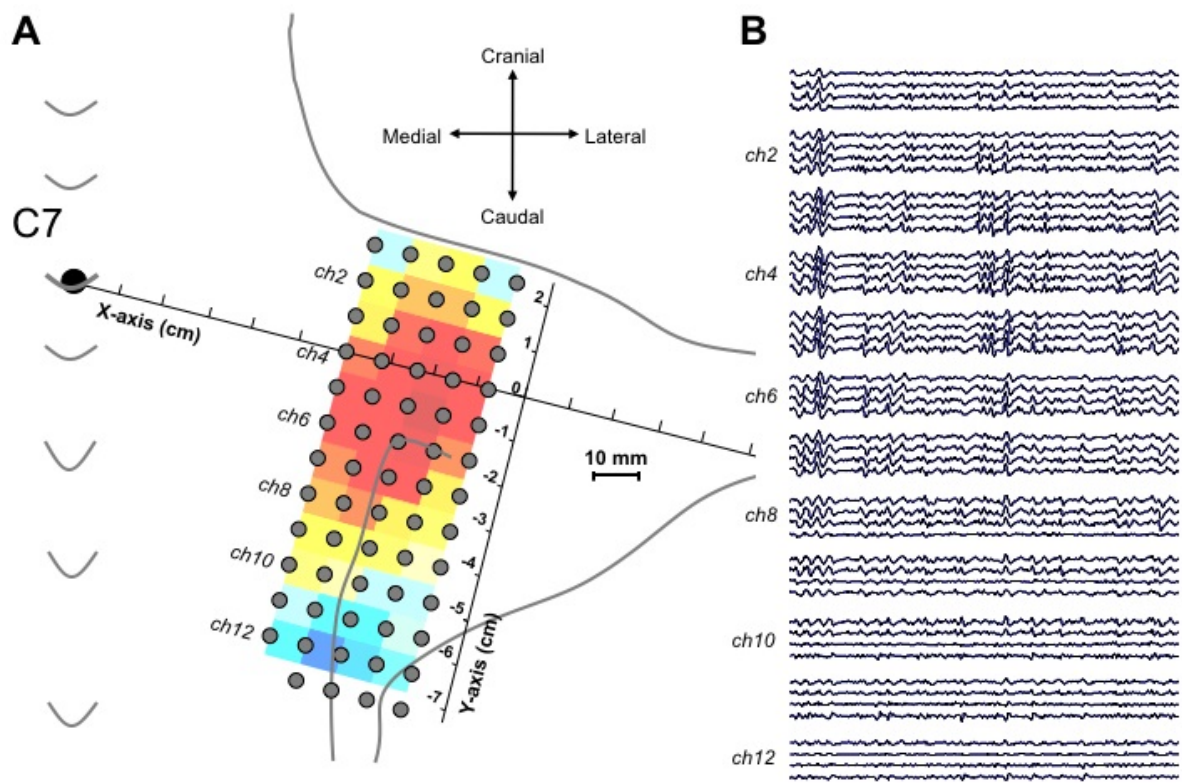 A
B
Cranial
Medial
Lateral
Caudal
C7
X-axis (cm)
ch2
ch4
ch6
ch8
ch10
ch12
2
1
0
-1
-2
-3
-4
-5
-6
-7
Y-axis (cm)
10 mm
ch2
ch4
ch6
ch8
ch10
ch12